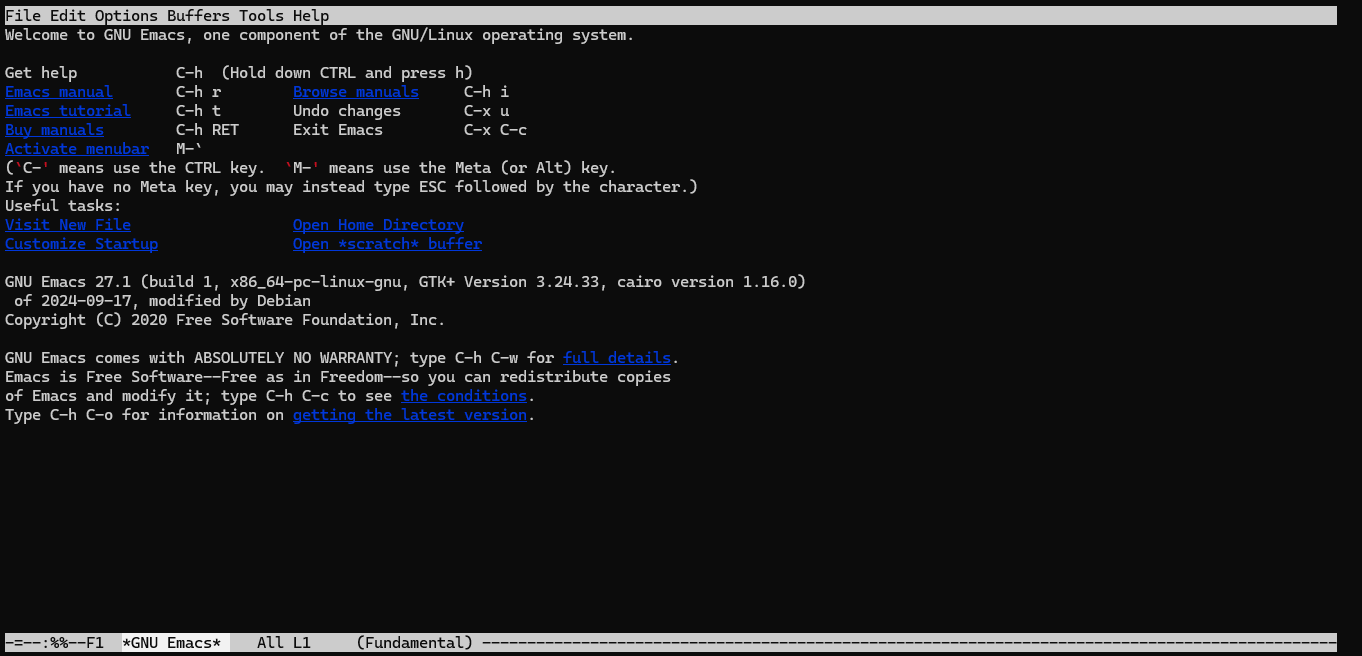 File Edit Options Buffers Tools Help
Welcome to GNU Emacs, one component of the GNU/Linux operating system.

Get help           C-h  (Hold down CTRL and press h)
Emacs manual       C-h r        Browse manuals     C-h i
Emacs tutorial     C-h t        Undo changes       C-x u
Buy manuals        C-h RET      Exit Emacs         C-x C-c
Activate menubar   M-`
(`C-' means use the CTRL key.  `M-' means use the Meta (or Alt) key.
If you have no Meta key, you may instead type ESC followed by the character.)
Useful tasks:
Visit New File                  Open Home Directory
Customize Startup               Open *scratch* buffer

GNU Emacs 27.1 (build 1, x86_64-pc-linux-gnu, GTK+ Version 3.24.33, cairo version 1.16.0)
 of 2024-09-17, modified by Debian
Copyright (C) 2020 Free Software Foundation, Inc.

GNU Emacs comes with ABSOLUTELY NO WARRANTY; type C-h C-w for full details.
Emacs is Free Software--Free as in Freedom--so you can redistribute copies
of Emacs and modify it; type C-h C-c to see the conditions.
Type C-h C-o for information on getting the latest version.

-=--:%%--F1  *GNU Emacs*    All L1     (Fundamental) -----------------------------------------------------------------------------------------------